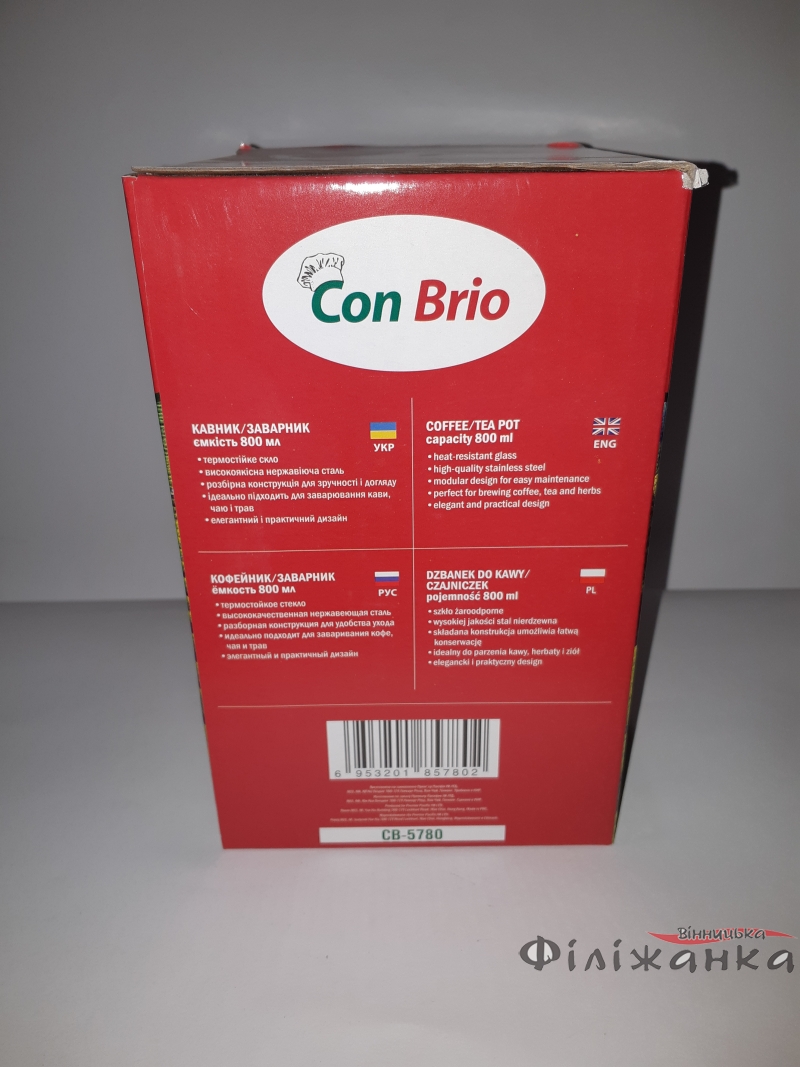 Con Brio
КАВНИК/ЗАВАРНИК
ємкість 800 мл
УКР
• термостійке скло
• високоякісна нержавіюча сталь
• розбірна конструкція для зручності і догляду
• ідеально підходить для заварювання кави,
чаю і трав
• елегантний і практичний дизайн
COFFEE/TEA POT
capacity 800 ml
ENG
• heat-resistant glass
• high-quality stainless steel
• modular design for easy maintenance
• perfect for brewing coffee, tea and herbs
• elegant and practical design
КОФЕЙНИК/ЗАВАРНИК
ёмкость 800 мл
РУС
• термостойкое стекло
• высококачественная нержавеющая сталь
• разборная конструкция для удобства ухода
• идеально подходит для заваривания кофе,
чая и трав
• элегантный и практичный дизайн
DZBANEK DO KAWY/
CZAJNICZEK
pojemność 800 ml
PL
• szkło żaroodporne
• wysokiej jakości stal nierdzewna
• składana konstrukcja umożliwia łatwą
konserwację
• idealny do parzenia kawy, herbaty i ziół
• elegancki i praktyczny design
6 953201 857802
CB-5780
Вінницька
Філіжанка